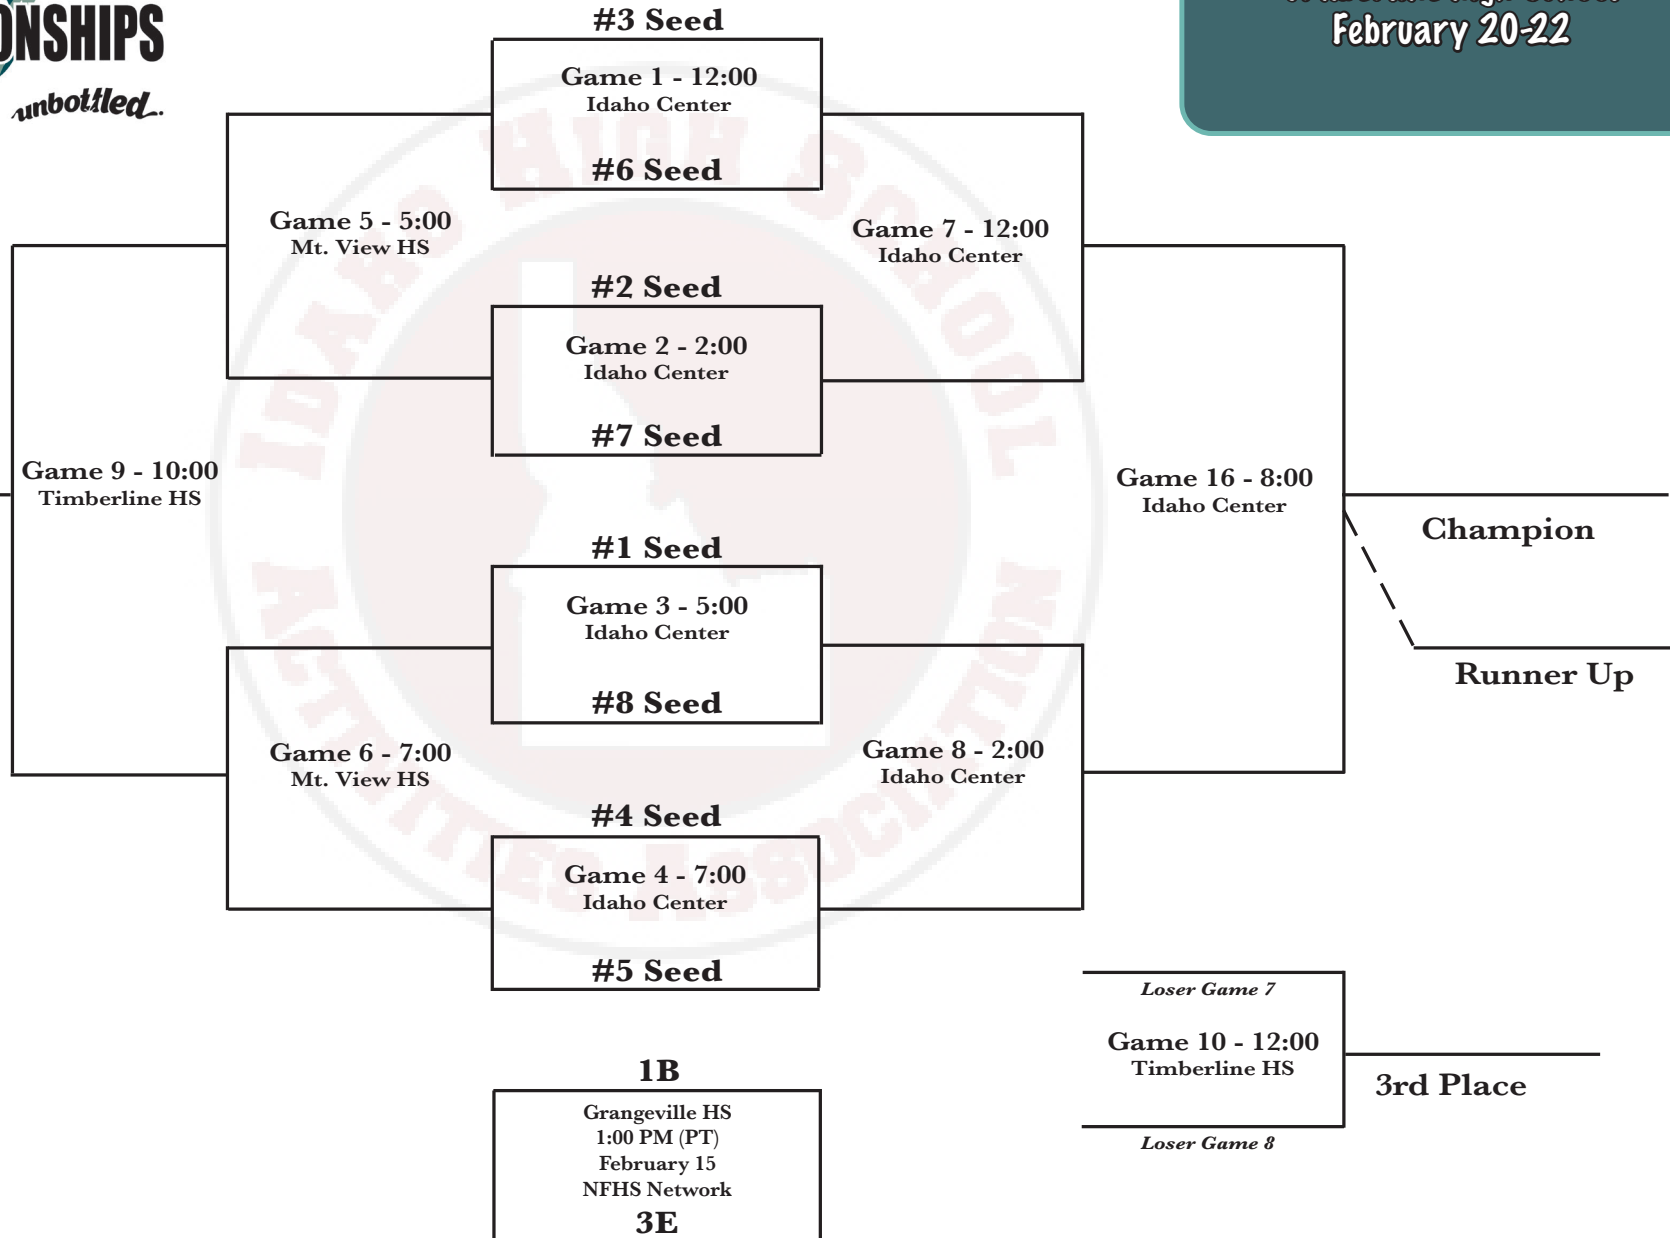 unbottled.
February 20-22
#3 Seed
Game 1 - 12:00
Idaho Center
#6 Seed
Game 5 - 5:00
Mt. View HS
Game 7 - 12:00
Idaho Center
#2 Seed
Game 2 - 2:00
Idaho Center
#7 Seed
Game 9 - 10:00
Timberline HS
Game 16 - 8:00
Idaho Center
Champion
#1 Seed
Game 3 - 5:00
Idaho Center
#8 Seed
Runner Up
Game 6 - 7:00
Mt. View HS
Game 8 - 2:00
Idaho Center
#4 Seed
Game 4 - 7:00
Idaho Center
#5 Seed
Loser Game 7
Game 10 - 12:00
Timberline HS
3rd Place
Loser Game 8
1B
Grangeville HS
1:00 PM (PT)
February 15
NFHS Network
3E
IDAHO HIGH SCHOOL
ACTIVITIES ASSOCIATION